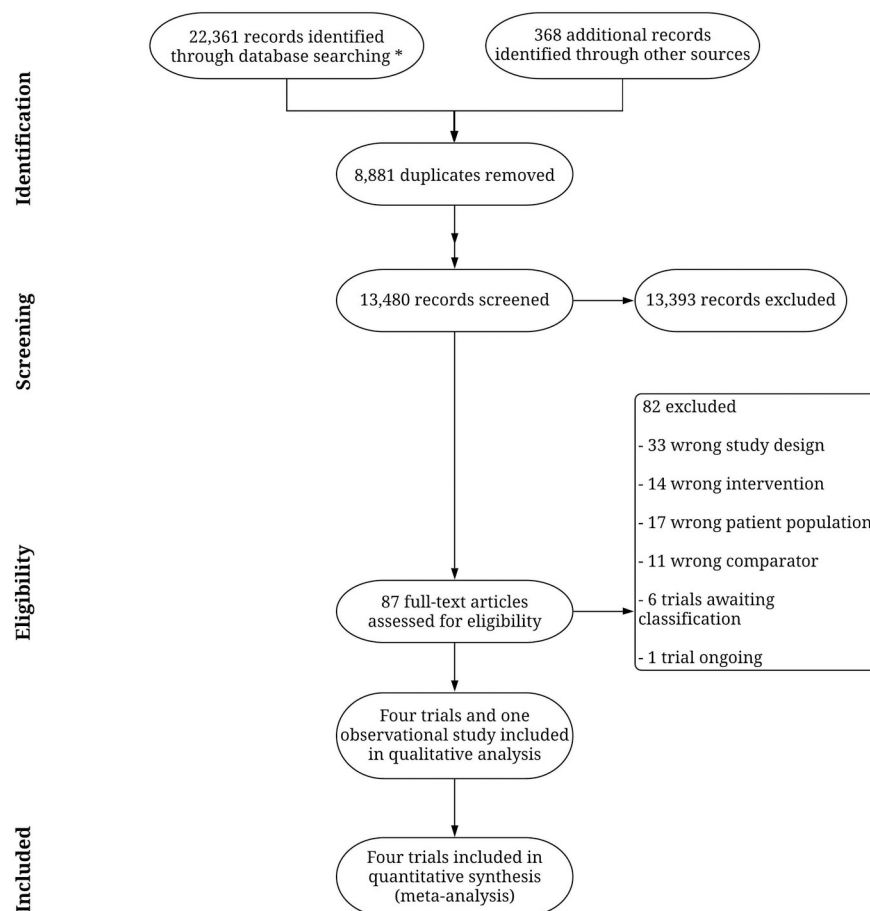 22,361 records identified
through database searching *
368 additional records
identified through other sources
Identification
8,881 duplicates removed
Screening
13,480 records screened
13,393 records excluded
82 excluded
- 33 wrong study design
- 14 wrong intervention
- 17 wrong patient population
- 11 wrong comparator
- 6 trials awaiting
classification
- 1 trial ongoing
Eligibility
87 full-text articles
assessed for eligibility
Four trials and one
observational study included
in qualitative analysis
Included
Four trials included in
quantitative synthesis
(meta-analysis)